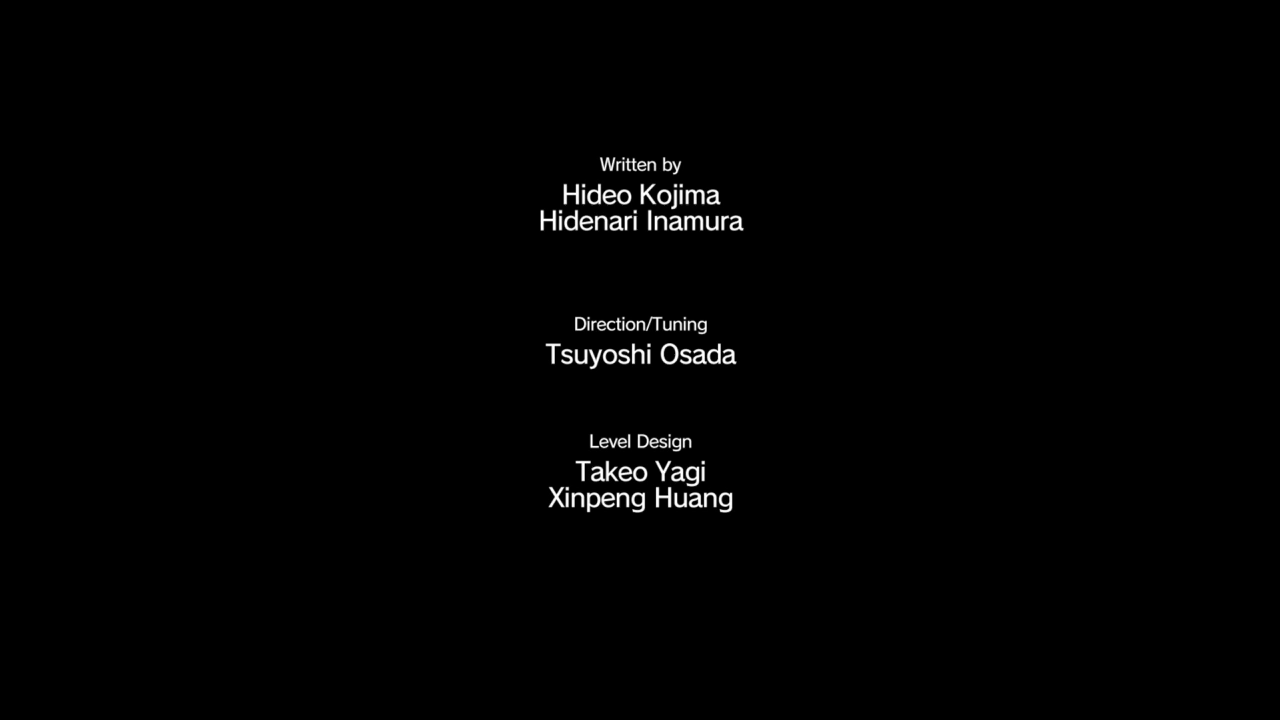 Written by
Hideo Kojima
Hidenari Inamura
Direction/Tuning
Tsuyoshi Osada
Level Design
Takeo Yagi
Xinpeng Huang